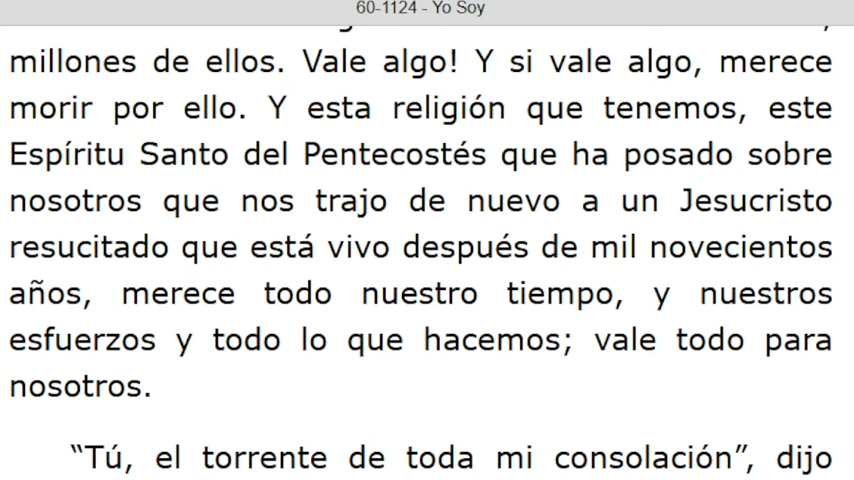 60-1124 - Yo Soy
millones de ellos. Vale algo! Y si vale algo, merece
morir por ello. Y esta religión que tenemos, este
Espíritu Santo del Pentecostés que ha posado sobre
nosotros que nos trajo de nuevo a un Jesucristo
resucitado que está vivo después de mil novecientos
años, merece todo nuestro tiempo, y nuestros
esfuerzos y todo lo que hacemos; vale todo para
nosotros.
“Tú, el torrente de toda mi consolación”, dijo